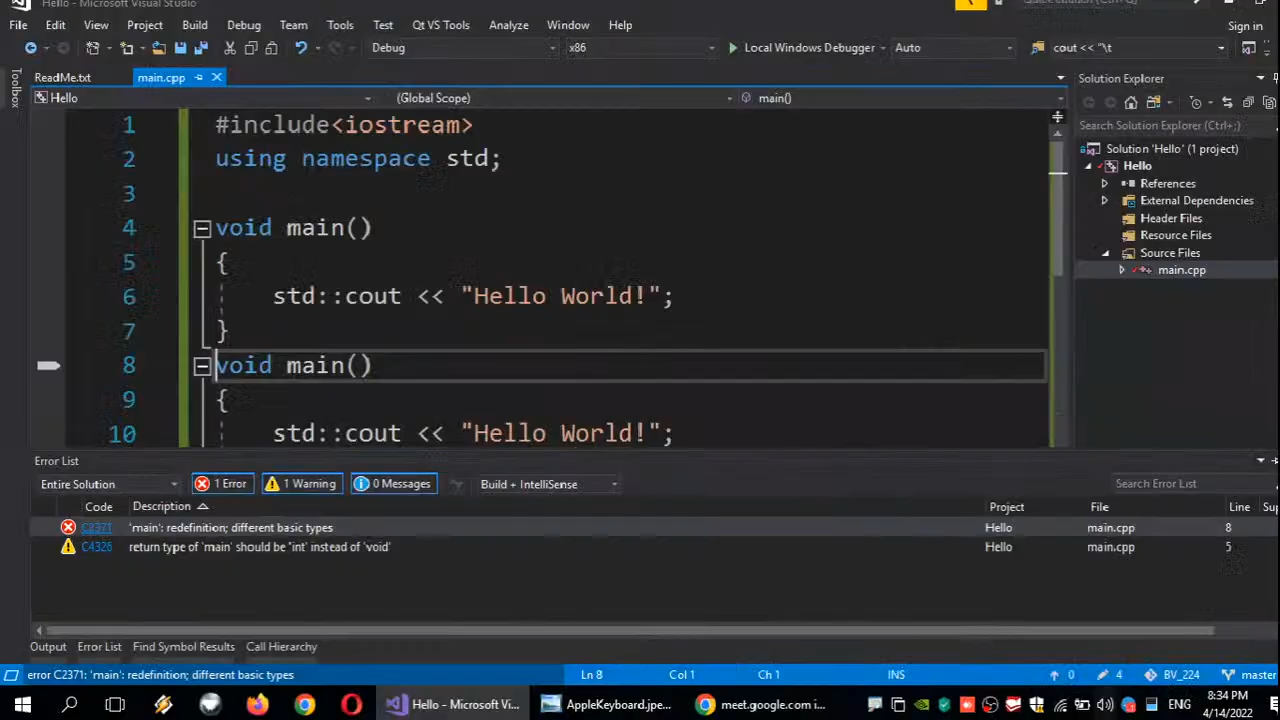 Hello - Microsoft Visual Studio
File Edit View Project Build Debug Team Tools Test Qt VS Tools Analyze Window Help
Sign in
Debug x86 Local Windows Debugger Auto cout << "\t
Toolbox
ReadMe.txt main.cpp
Hello (Global Scope) main()
1 #include<iostream>
2 using namespace std;
3
4 void main()
5 {
6 std::cout << "Hello World!";
7 }
8 void main()
9 {
10 std::cout << "Hello World!";
Solution Explorer
Search Solution Explorer (Ctrl+;)
Solution 'Hello' (1 project)
Hello
References
External Dependencies
Header Files
Resource Files
Source Files
main.cpp
Error List
Entire Solution 1 Error 1 Warning 0 Messages Build + IntelliSense Search Error List
Code Description Project File Line
C2371 'main': redefinition; different basic types Hello main.cpp 8
C4326 return type of 'main' should be 'int' instead of 'void' Hello main.cpp 5
Output Error List Find Symbol Results Call Hierarchy
error C2371: 'main': redefinition; different basic types Ln 8 Col 1 Ch 1 INS 0 4 BV_224 master
Hello - Microsoft Vi... AppleKeyboard.jpe... meet.google.com i... ENG 8:34 PM
4/14/2022